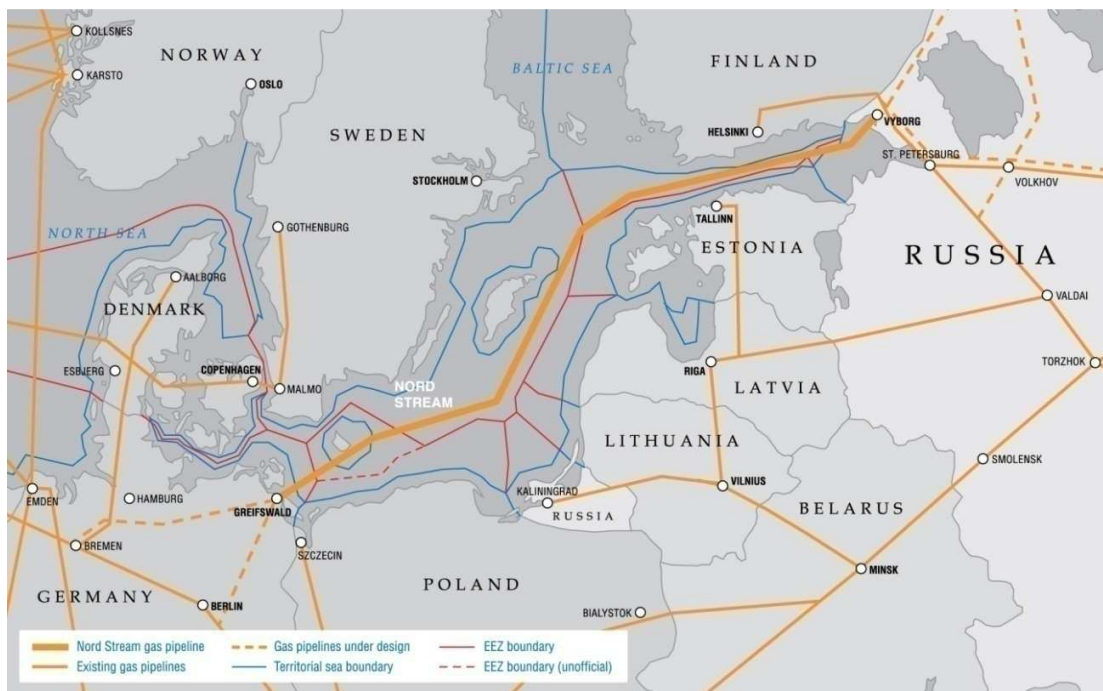 KOLLSNES
NORWAY
KARSTO
OSLO
BALTIC SEA
FINLAND
VYBORG
HELSINKI
SWEDEN
ST. PETERSBURG
VOLKHOV
STOCKHOLM
TALLINN
NORTH SEA
GOTHENBURG
ESTONIA
RUSSIA
AALBORG
VALDAI
DENMARK
ESBJERG
COPENHAGEN
MALMO
NORD
STREAM
RIGA
LATVIA
TORZHOK
LITHUANIA
SMOLENSK
EMDEN
HAMBURG
GREIFSWALD
KALININGRAD
RUSSIA
VILNIUS
BELARUS
BREMEN
SZCZECIN
POLAND
MINSK
GERMANY
BERLIN
BIALYSTOK
Nord Stream gas pipeline
Gas pipelines under design
EEZ boundary
Existing gas pipelines
Territorial sea boundary
EEZ boundary (unofficial)